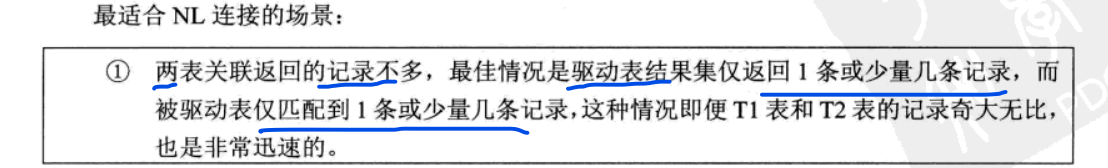 最适合 NL 连接的场景：
① 两表关联返回的记录不多，最佳情况是驱动表结果集仅返回 1 条或少量几条记录，而
被驱动表仅匹配到 1 条或少量几条记录，这种情况即便 T1 表和 T2 表的记录奇大无比，
也是非常迅速的。